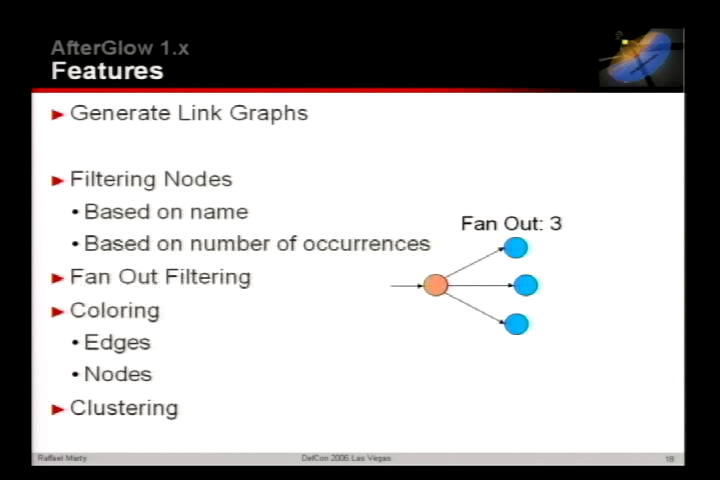 AfterGlow 1.x
Features
► Generate Link Graphs
► Filtering Nodes
• Based on name
• Based on number of occurrences
► Fan Out Filtering
► Coloring
• Edges
• Nodes
► Clustering
Fan Out: 3
Raffael Marty
DefCon 2006 Las Vegas
18